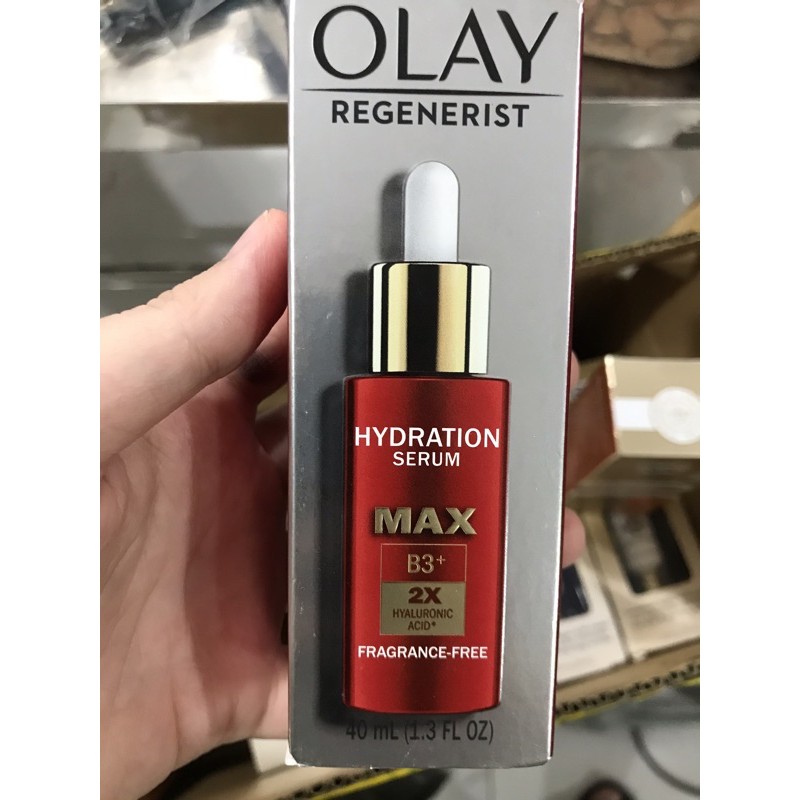 OLAY
REGENERIST
HYDRATION
SERUM
MAX
B3+
2X
HYALURONIC
ACID*
FRAGRANCE-FREE
40 mL (1.3 FL OZ)